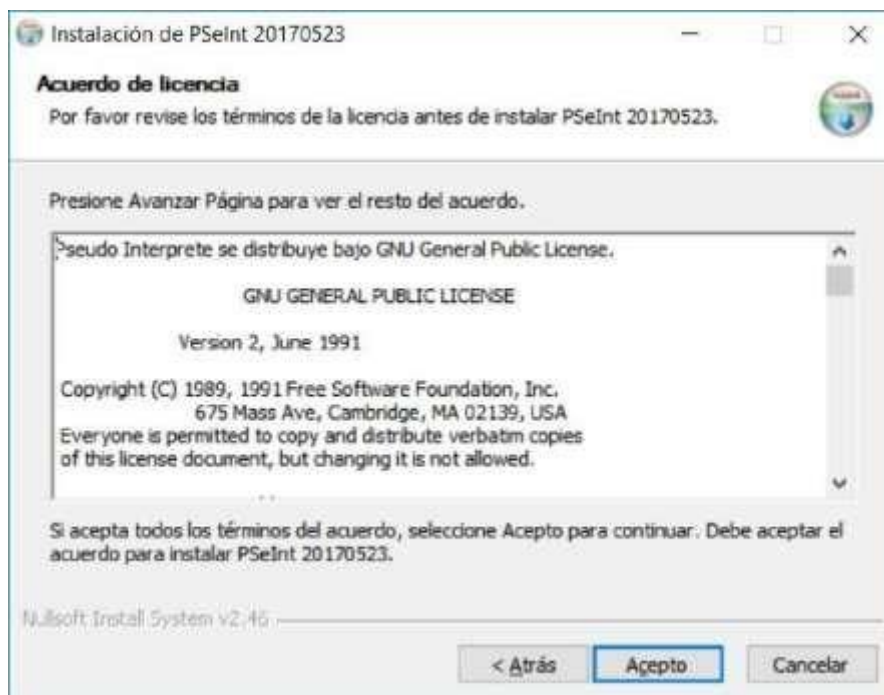 Instalación de PSeInt 20170523
Acuerdo de licencia
Por favor revise los términos de la licencia antes de instalar PSeInt 20170523.
Presione Avanzar Página para ver el resto del acuerdo.
Pseudo Interprete se distribuye bajo GNU General Public License.
GNU GENERAL PUBLIC LICENSE
Version 2, June 1991
Copyright (C) 1989, 1991 Free Software Foundation, Inc.
675 Mass Ave, Cambridge, MA 02139, USA
Everyone is permitted to copy and distribute verbatim copies
of this license document, but changing it is not allowed.
Si acepta todos los términos del acuerdo, seleccione Acepto para continuar. Debe aceptar el
acuerdo para instalar PSeInt 20170523.
Nullsoft Install System v2.46
< Atrás
Acepto
Cancelar